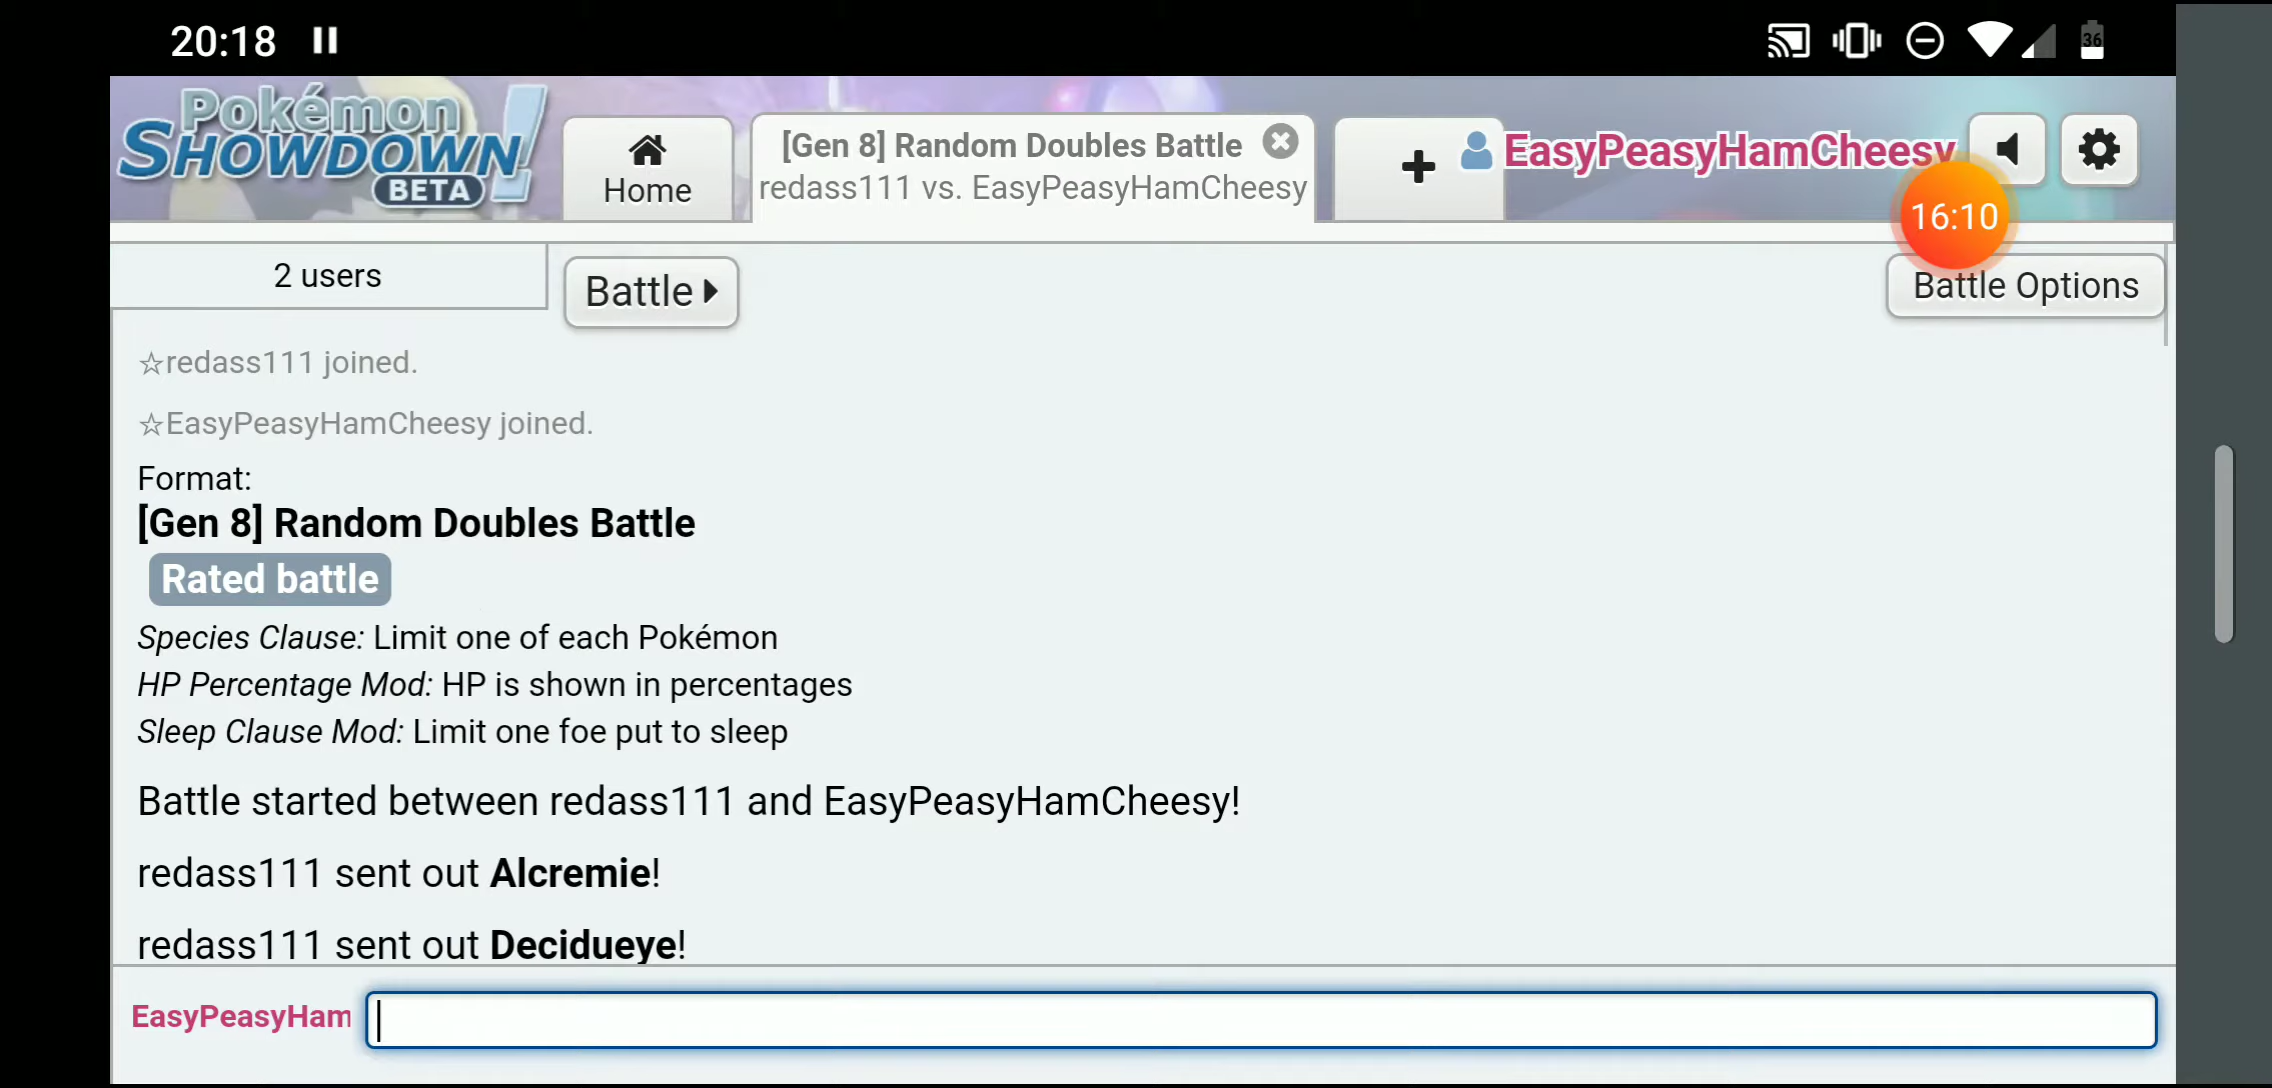 20:18
36
Pokémon
SHOWDOWN!
BETA
Home
[Gen 8] Random Doubles Battle
redass111 vs. EasyPeasyHamCheesy
EasyPeasyHamCheesy
16:10
2 users
Battle
Battle Options
☆redass111 joined.
☆EasyPeasyHamCheesy joined.
Format:
[Gen 8] Random Doubles Battle
Rated battle
Species Clause: Limit one of each Pokémon
HP Percentage Mod: HP is shown in percentages
Sleep Clause Mod: Limit one foe put to sleep
Battle started between redass111 and EasyPeasyHamCheesy!
redass111 sent out Alcremie!
redass111 sent out Decidueye!
EasyPeasyHam